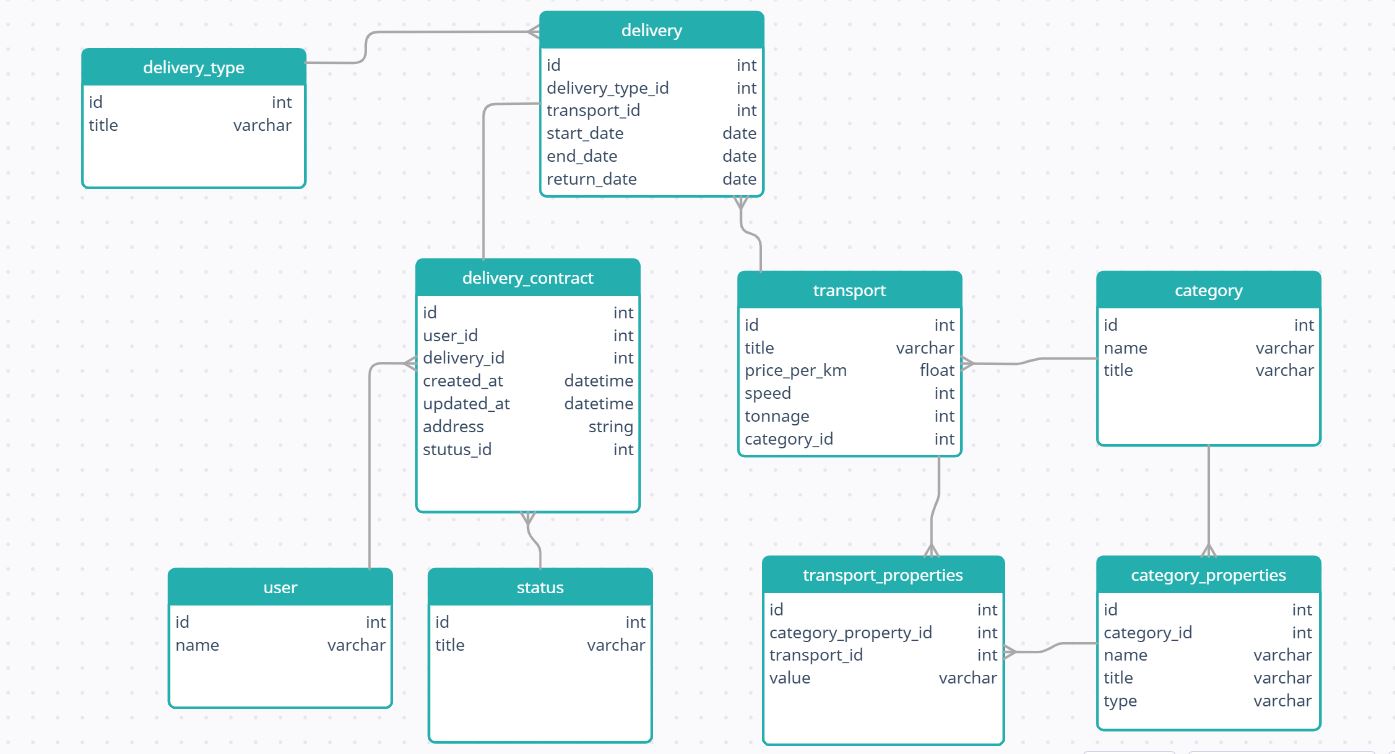 delivery
id int
delivery_type_id int
transport_id int
start_date date
end_date date
return_date date
delivery_type
id int
title varchar
delivery_contract
id int
user_id int
delivery_id int
created_at datetime
updated_at datetime
address string
stutus_id int
transport
id int
title varchar
price_per_km float
speed int
tonnage int
category_id int
category
id int
name varchar
title varchar
user
id int
name varchar
status
id int
title varchar
transport_properties
id int
category_property_id int
transport_id int
value varchar
category_properties
id int
category_id int
name varchar
title varchar
type varchar